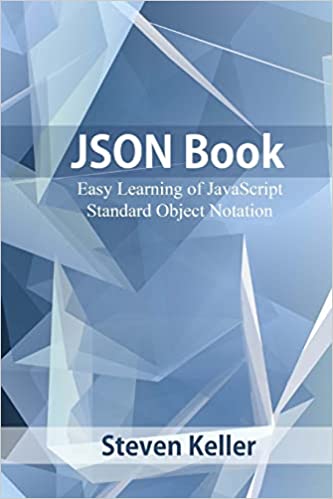 JSON Book
Easy Learning of JavaScript
Standard Object Notation
Steven Keller